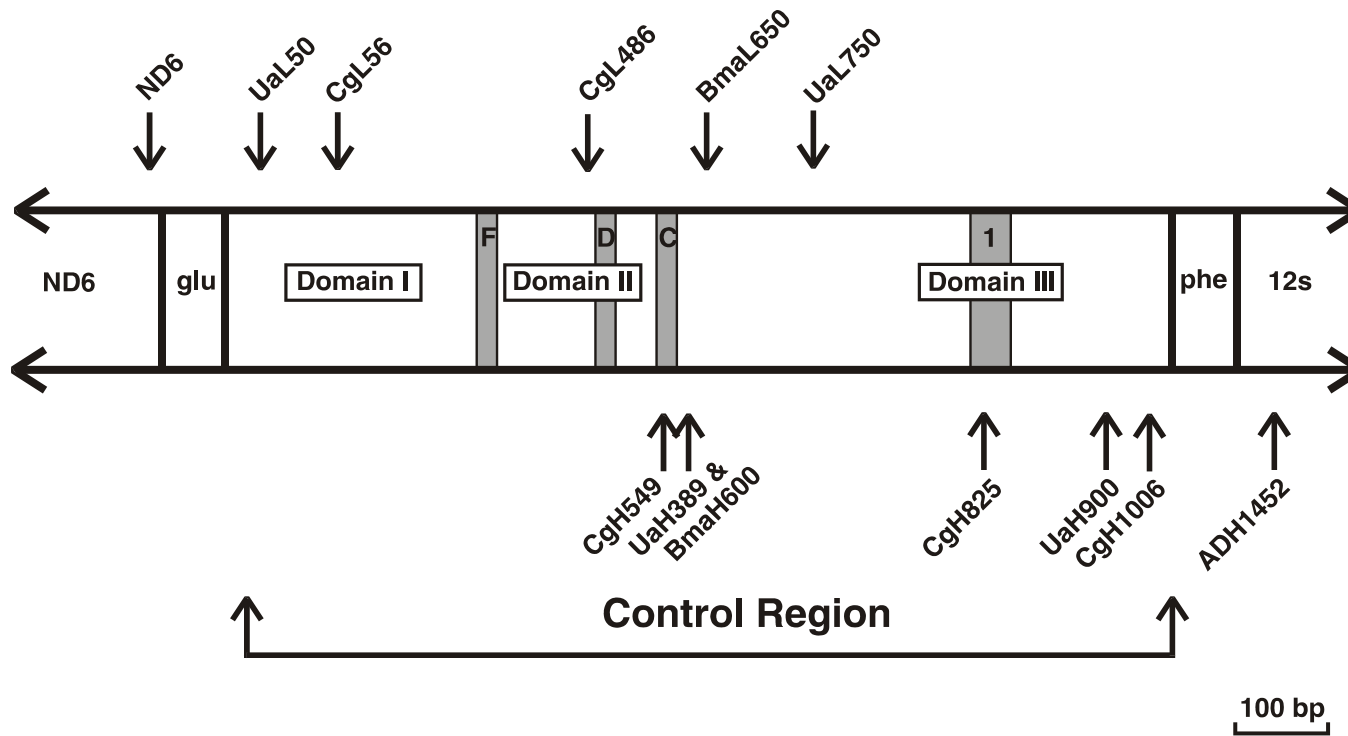 ND6
UaL50
CgL56
CgL486
BmaL650
UaL750
F
D
C
1
ND6
glu
Domain I
Domain II
Domain III
phe
12s
CgH549
UaH389 &
BmaH600
CgH825
UaH900
CgH1006
ADH1452
Control Region
100 bp